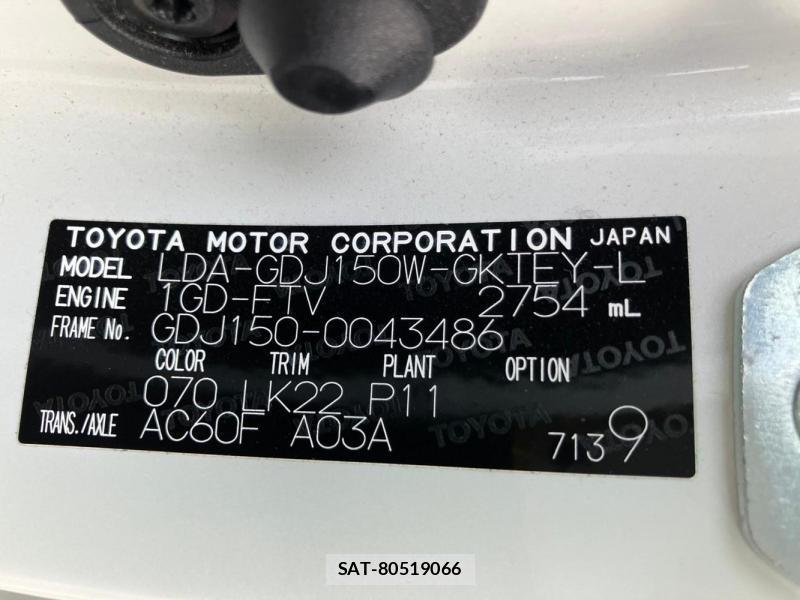 TOYOTA MOTOR CORPORATION JAPAN
MODEL LDA-GDJ150W-GKTEY-L
ENGINE 1GD-FTV 2754 mL
FRAME No. GDJ150-0043486
COLOR TRIM PLANT OPTION
070 LK22 P11
TRANS./AXLE AC60F A03A 7139
SAT-80519066